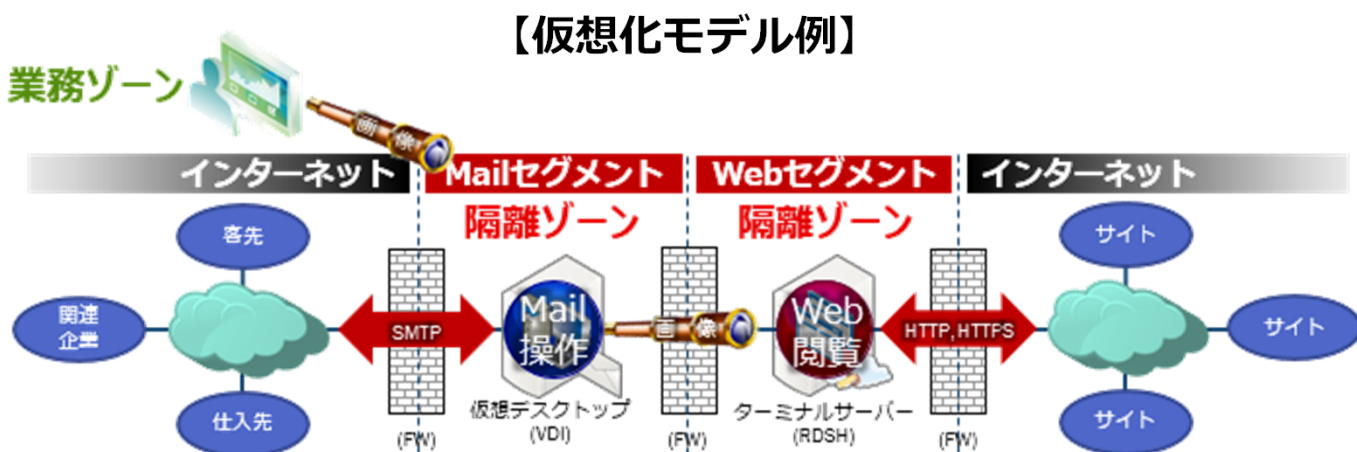 【仮想化モデル例】
業務ゾーン
画像
インターネット
Mailセグメント
Webセグメント
インターネット
隔離ゾーン
隔離ゾーン
客先
関連
企業
仕入先
SMTP
Mail
操作
画像
Web
閲覧
HTTP,HTTPS
サイト
サイト
サイト
仮想デスクトップ
(VDI)
ターミナルサーバー
(RDSH)
(FW)
(FW)
(FW)